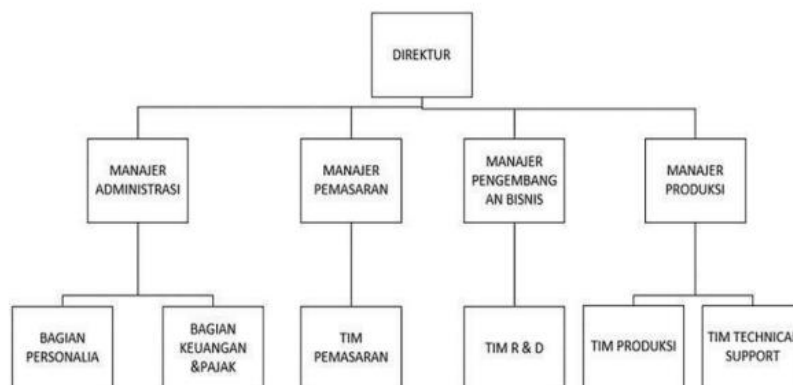 DIREKTUR
MANAJER
ADMINISTRASI
MANAJER
PEMASARAN
MANAJER
PENGEMBANG
AN BISNIS
MANAJER
PRODUKSI
BAGIAN
PERSONALIA
BAGIAN
KEUANGAN
&PAJAK
TIM
PEMASARAN
TIM R & D
TIM PRODUKSI
TIM TECHNICAL
SUPPORT